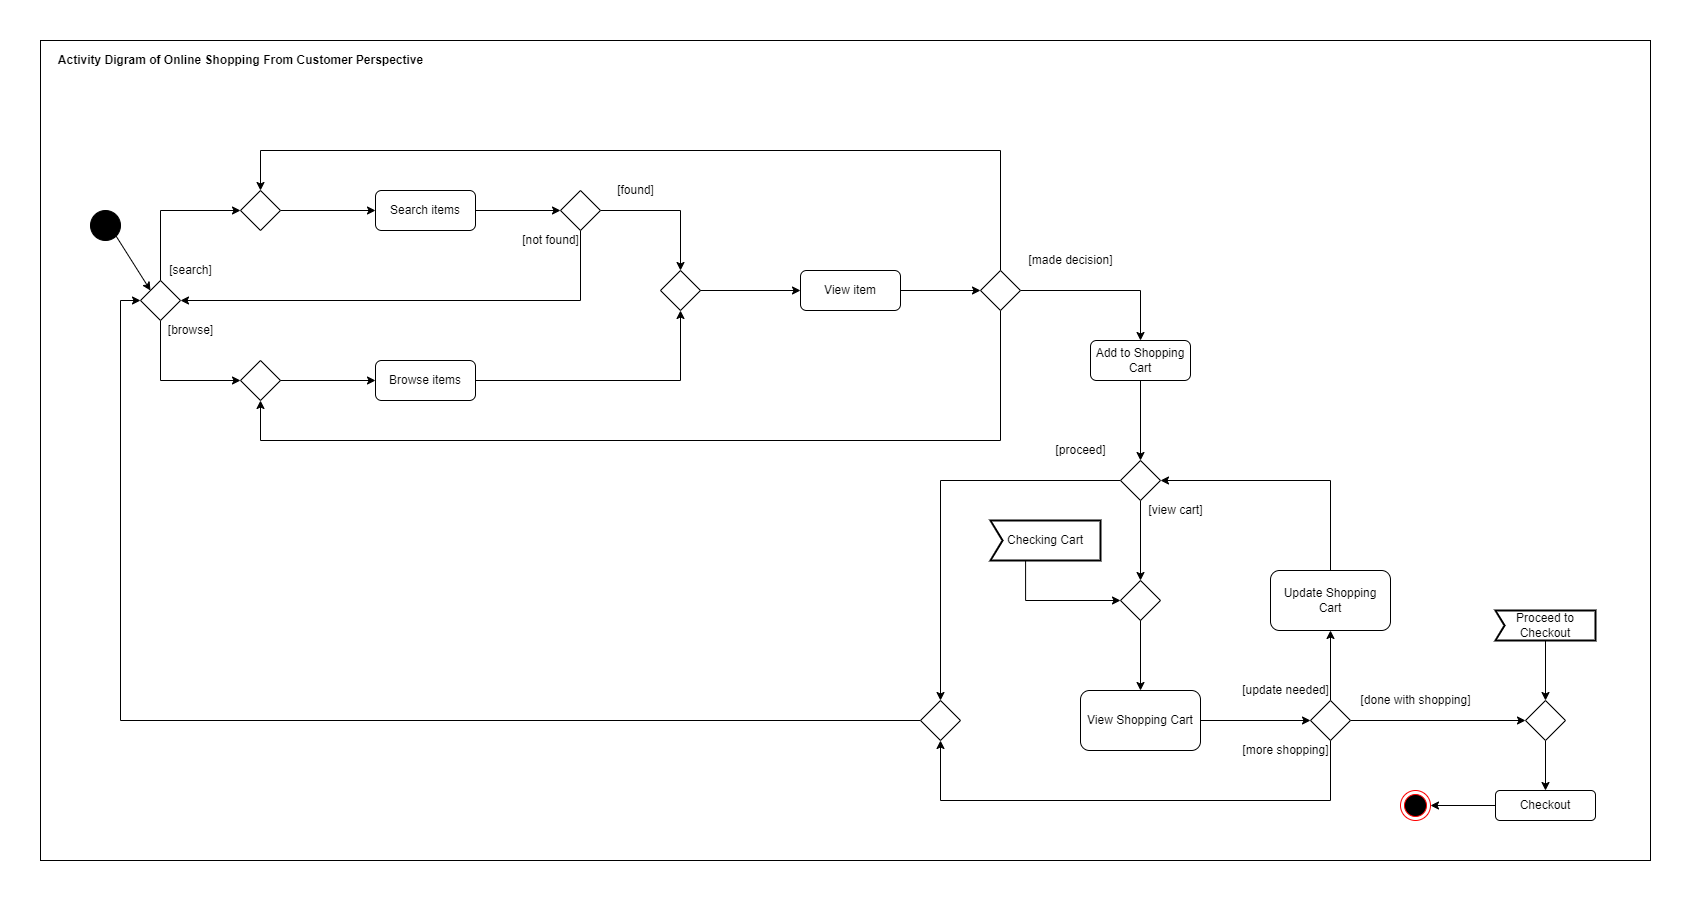 Activity Digram of Online Shopping From Customer Perspective
[found]
Search items
[not found]
[search]
[made decision]
View item
[browse]
Add to Shopping
Cart
Browse items
[proceed]
[view cart]
Checking Cart
Update Shopping
Cart
Proceed to
Checkout
[update needed]
[done with shopping]
View Shopping Cart
[more shopping]
Checkout